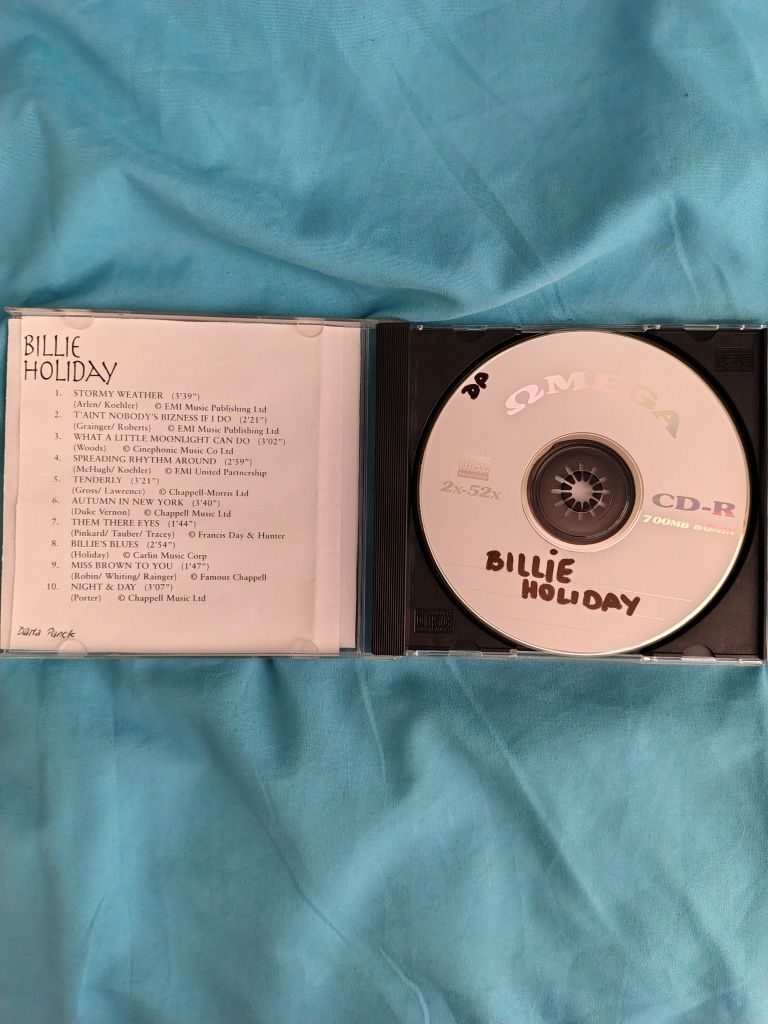 BILLIE
HOLIDAY
1. STORMY WEATHER (3'39")
(Arlen/ Koehler) © EMI Music Publishing Ltd
2. T'AINT NOBODY'S BIZNESS IF I DO (2'21")
(Grainger/ Roberts) © EMI Music Publishing Ltd
3. WHAT A LITTLE MOONLIGHT CAN DO (3'02")
(Woods) © Cinephonic Music Co Ltd
4. SPREADING RHYTHM AROUND (2'59")
(McHugh/ Koehler) © EMI United Partnership
5. TENDERLY (3'21")
(Gross/ Lawrence) © Chappell-Morris Ltd
6. AUTUMN IN NEW YORK (3'40")
(Duke Vernon) © Chappell Music Ltd
7. THEM THERE EYES (1'44")
(Pinkard/ Tauber/ Tracey) © Francis Day & Hunter
8. BILLIE'S BLUES (2'54")
(Holiday) © Carlin Music Corp
9. MISS BROWN TO YOU (1'47")
(Robin/ Whiting/ Rainger) © Famous Chappell
10. NIGHT & DAY (3'07")
(Porter) © Chappell Music Ltd
DP
ΩMEGA
2x-52x
CD-R
700MB 80MIN
BILLiE
HOLIDAY